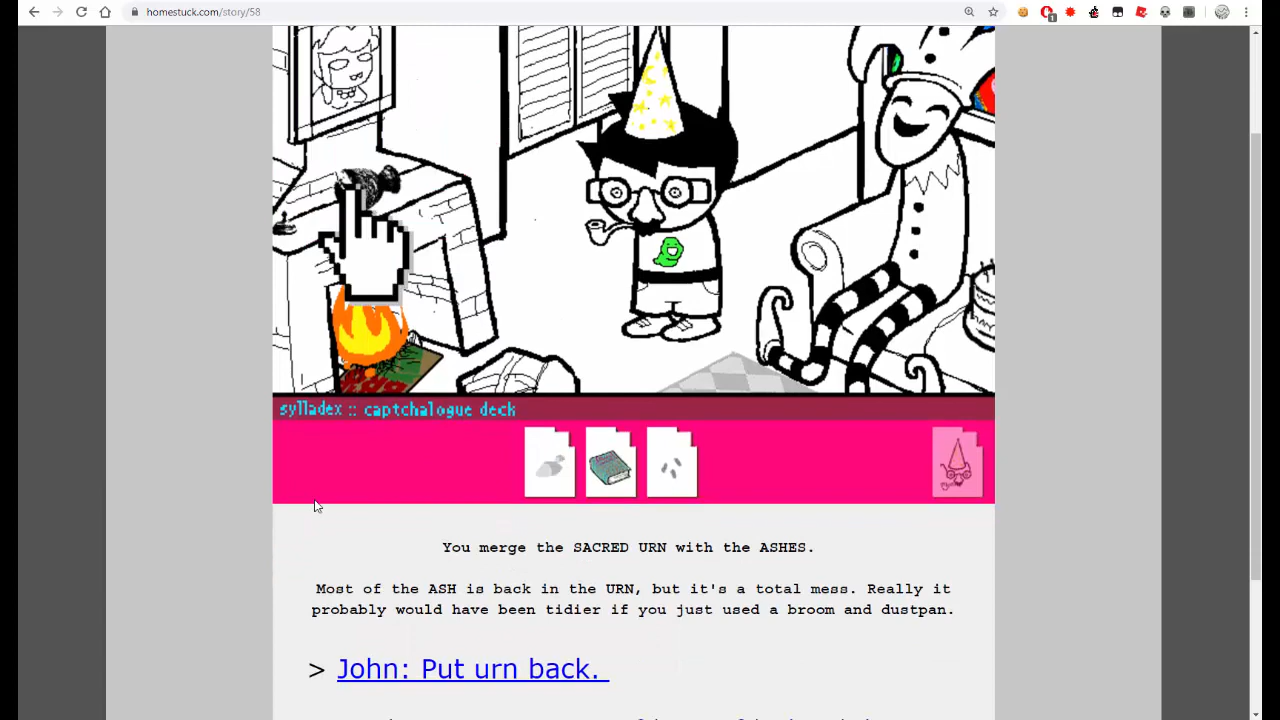 homestuck.com/story/58
1
sylladex :: captchalogue deck
You merge the SACRED URN with the ASHES.
Most of the ASH is back in the URN, but it's a total mess. Really it
probably would have been tidier if you just used a broom and dustpan.
> John: Put urn back.